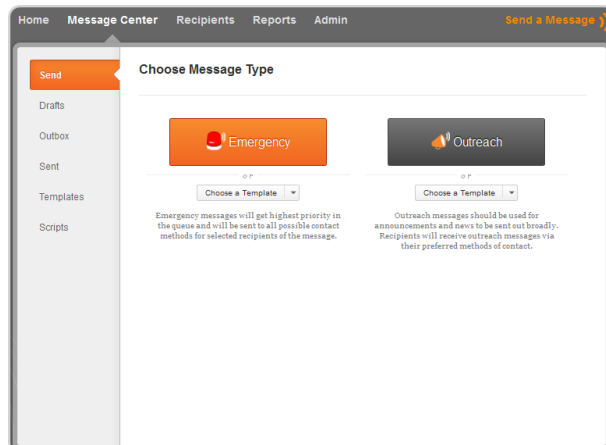 Home Message Center Recipients Reports Admin Send a Message
Send
Drafts
Outbox
Sent
Templates
Scripts
Choose Message Type
Emergency
or
Choose a Template
Emergency messages will get highest priority in
the queue and will be sent to all possible contact
methods for selected recipients of the message.
Outreach
or
Choose a Template
Outreach messages should be used for
announcements and news to be sent out broadly.
Recipients will receive outreach messages via
their preferred methods of contact.